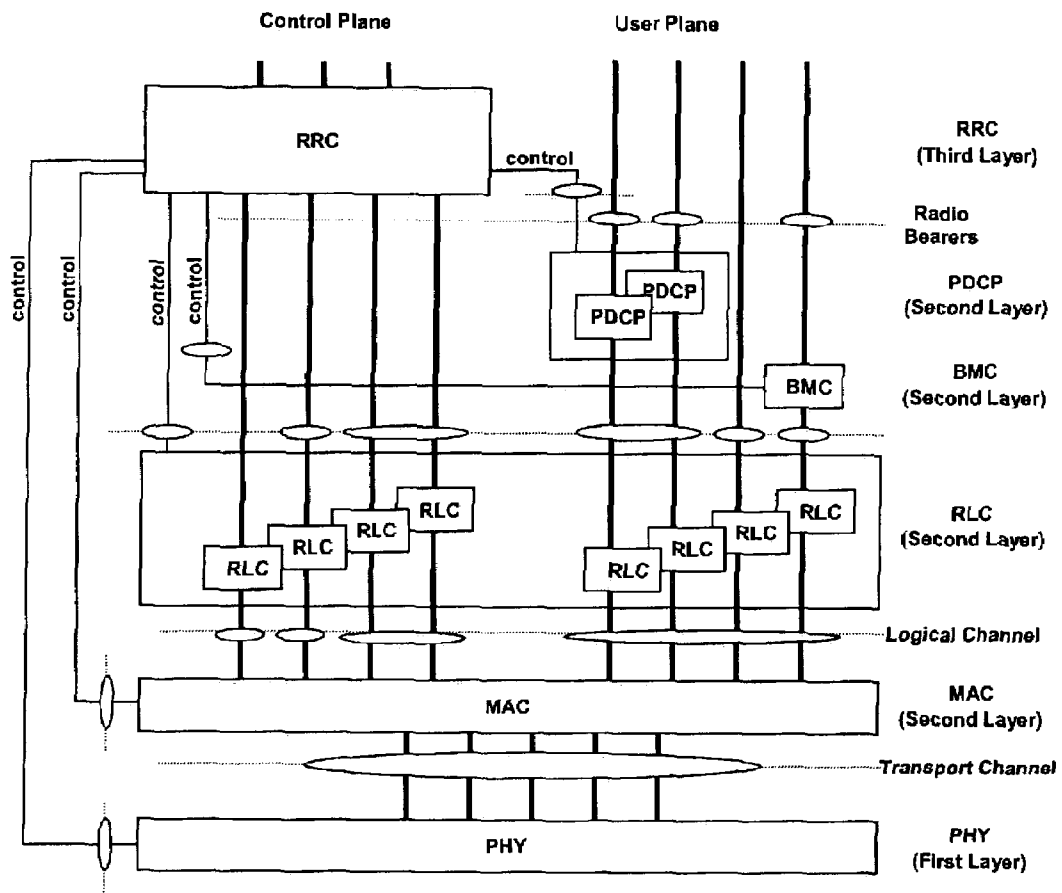 Control Plane
User Plane
RRC
RRC
(Third Layer)
control
Radio
Bearers
control
control
control
control
PDCP
PDCP
PDCP
(Second Layer)
BMC
BMC
(Second Layer)
RLC
RLC
RLC
RLC
RLC
RLC
RLC
RLC
RLC
(Second Layer)
Logical Channel
MAC
MAC
(Second Layer)
Transport Channel
PHY
PHY
(First Layer)